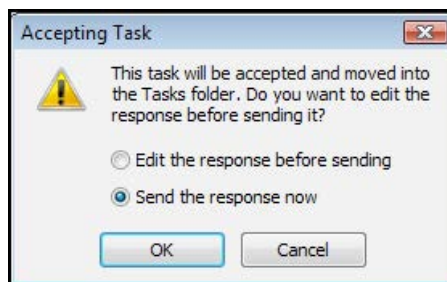 Accepting Task
This task will be accepted and moved into
the Tasks folder. Do you want to edit the
response before sending it?
Edit the response before sending
Send the response now
OK Cancel